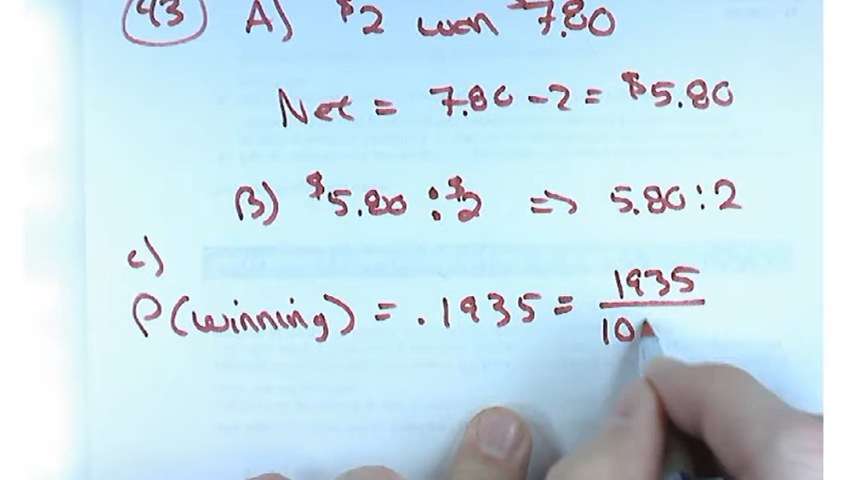 43 A) $2 won $7.80
Net = 7.80 - 2 = $5.80
B) $5.80 : $2 => 5.80 : 2
c)
P(winning) = .1935 = 1935
10